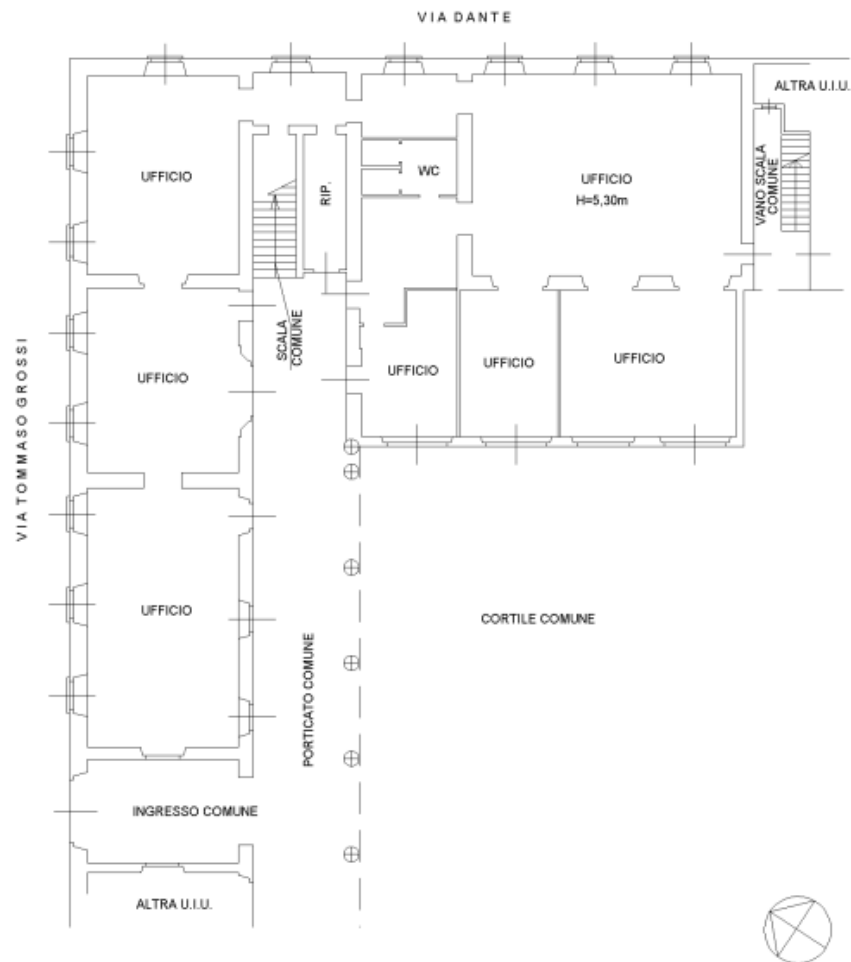 VIA DANTE
ALTRA U.I.U.
UFFICIO
RIP.
WC
UFFICIO
H=5,30m
VANO SCALA
COMUNE
SCALA
COMUNE
UFFICIO
UFFICIO
UFFICIO
UFFICIO
VIA TOMMASO GROSSI
UFFICIO
CORTILE COMUNE
PORTICATO COMUNE
INGRESSO COMUNE
ALTRA U.I.U.